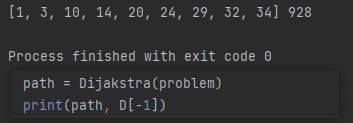 [1, 3, 10, 14, 20, 24, 29, 32, 34] 928
Process finished with exit code 0
path = Dijakstra(problem)
print(path, D[-1])